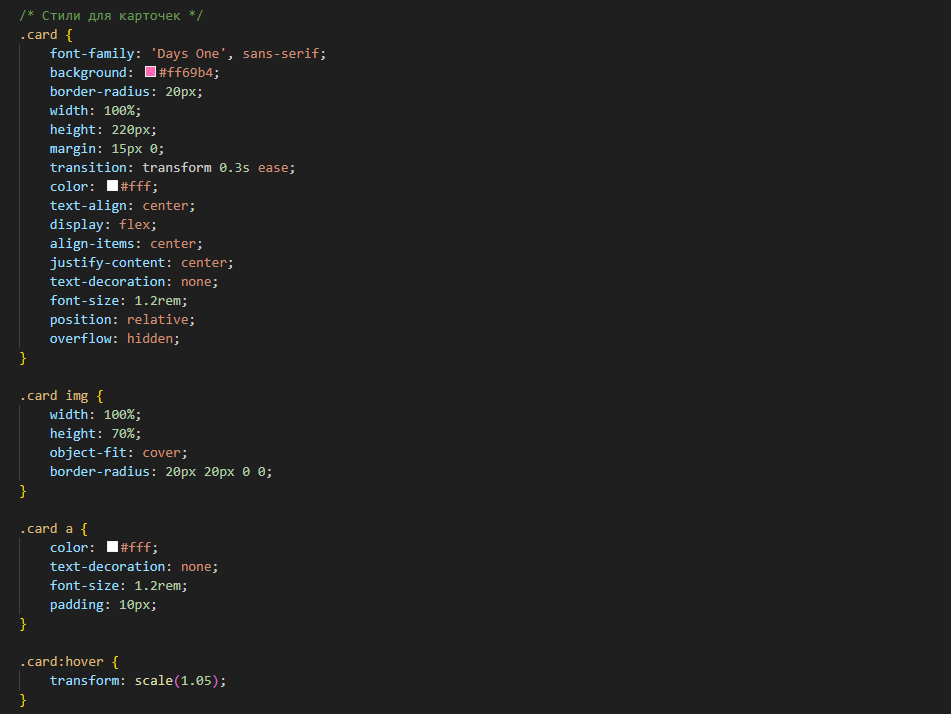 /* Стили для карточек */
.card {
    font-family: 'Days One', sans-serif;
    background: #ff69b4;
    border-radius: 20px;
    width: 100%;
    height: 220px;
    margin: 15px 0;
    transition: transform 0.3s ease;
    color: #fff;
    text-align: center;
    display: flex;
    align-items: center;
    justify-content: center;
    text-decoration: none;
    font-size: 1.2rem;
    position: relative;
    overflow: hidden;
}

.card img {
    width: 100%;
    height: 70%;
    object-fit: cover;
    border-radius: 20px 20px 0 0;
}

.card a {
    color: #fff;
    text-decoration: none;
    font-size: 1.2rem;
    padding: 10px;
}

.card:hover {
    transform: scale(1.05);
}